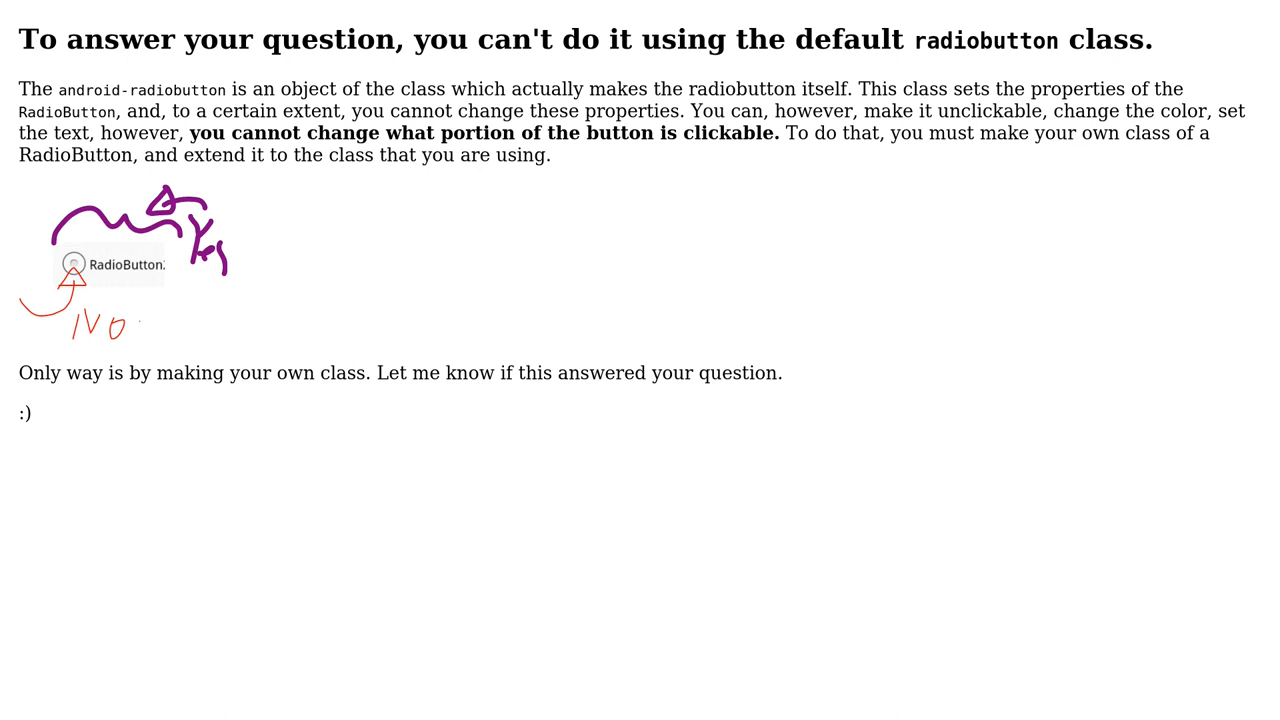 To answer your question, you can't do it using the default radiobutton class.
The android-radiobutton is an object of the class which actually makes the radiobutton itself. This class sets the properties of the
RadioButton, and, to a certain extent, you cannot change these properties. You can, however, make it unclickable, change the color, set
the text, however, you cannot change what portion of the button is clickable. To do that, you must make your own class of a
RadioButton, and extend it to the class that you are using.
Yes
RadioButton2
NO
Only way is by making your own class. Let me know if this answered your question.
:)